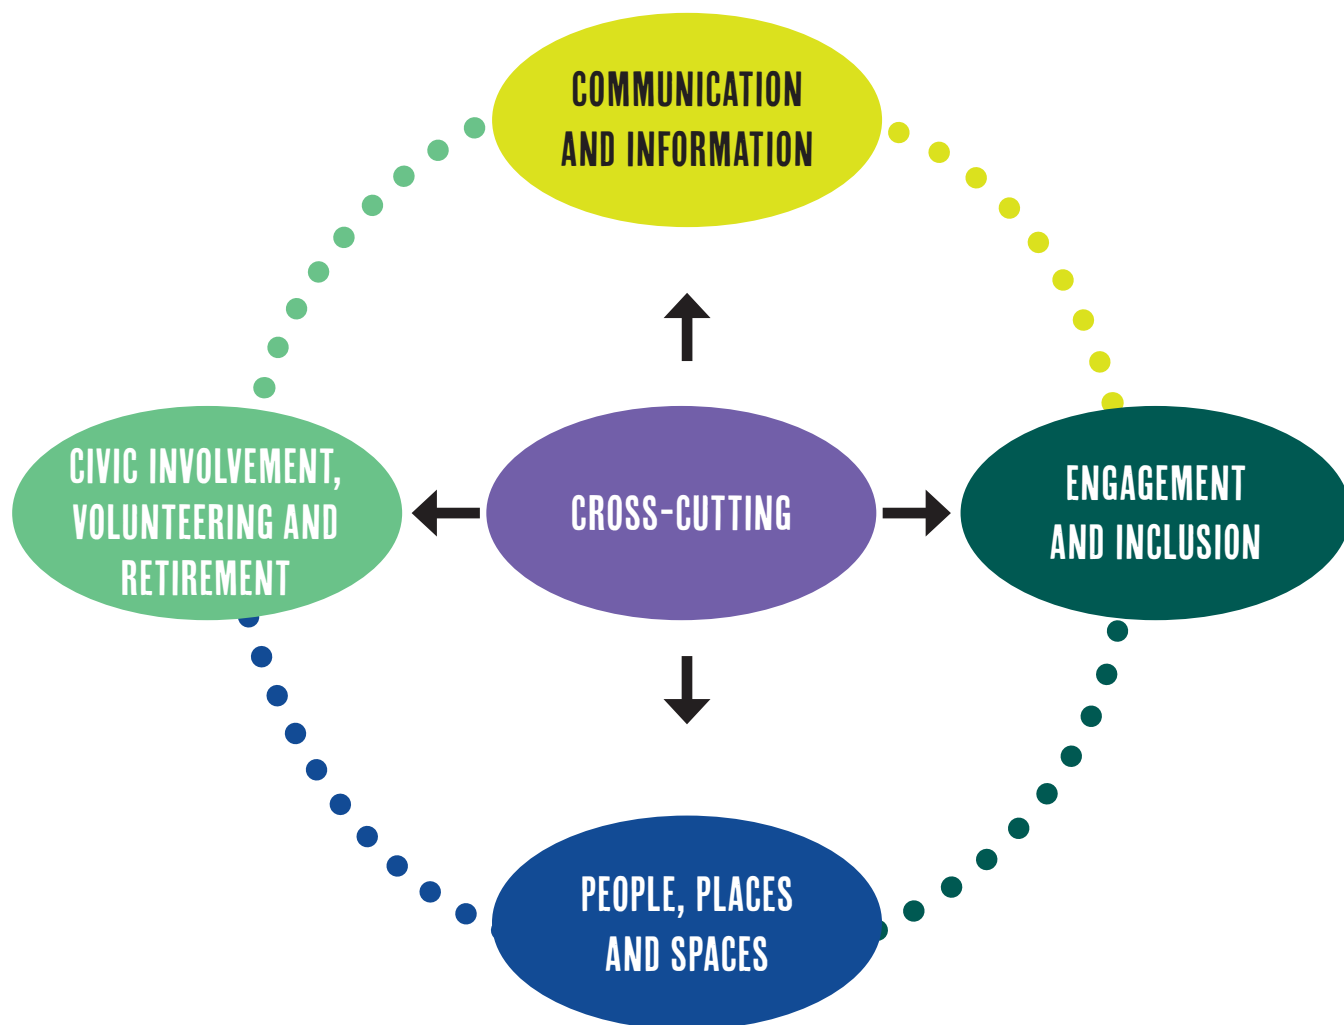 COMMUNICATION
AND INFORMATION
CIVIC INVOLVEMENT,
VOLUNTEERING AND
RETIREMENT
CROSS-CUTTING
ENGAGEMENT
AND INCLUSION
PEOPLE, PLACES
AND SPACES